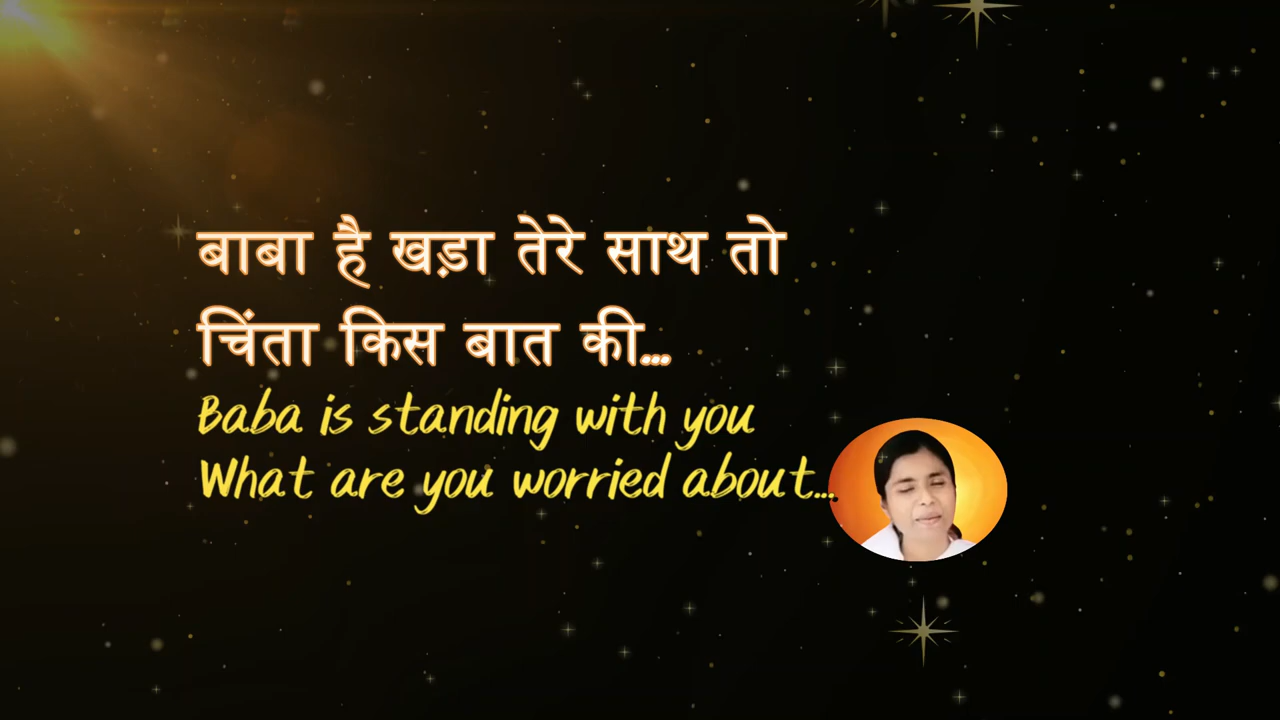 बाबा है खड़ा तेरे साथ तो
चिंता किस बात की...
Baba is standing with you
What are you worried about...